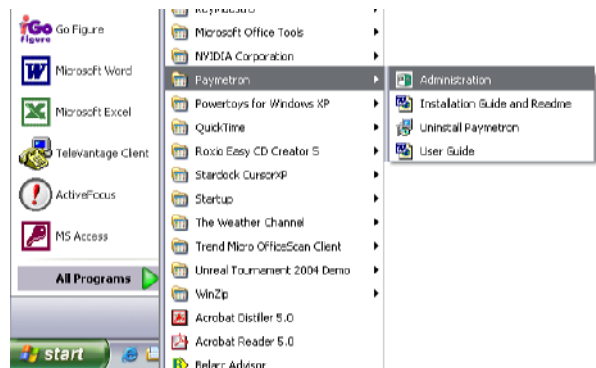 Go Figure
Microsoft Word
Microsoft Excel
Televantage Client
ActiveFocus
MS Access
All Programs
start
Microsoft Office Tools
NVIDIA Corporation
Paymetron
Powertoys for Windows XP
QuickTime
Roxio Easy CD Creator 5
Stardock CursorXP
Startup
The Weather Channel
Trend Micro OfficeScan Client
Unreal Tournament 2004 Demo
WinZip
Acrobat Distiller 5.0
Acrobat Reader 5.0
Belarc Advisor
Administration
Installation Guide and Readme
Uninstall Paymetron
User Guide